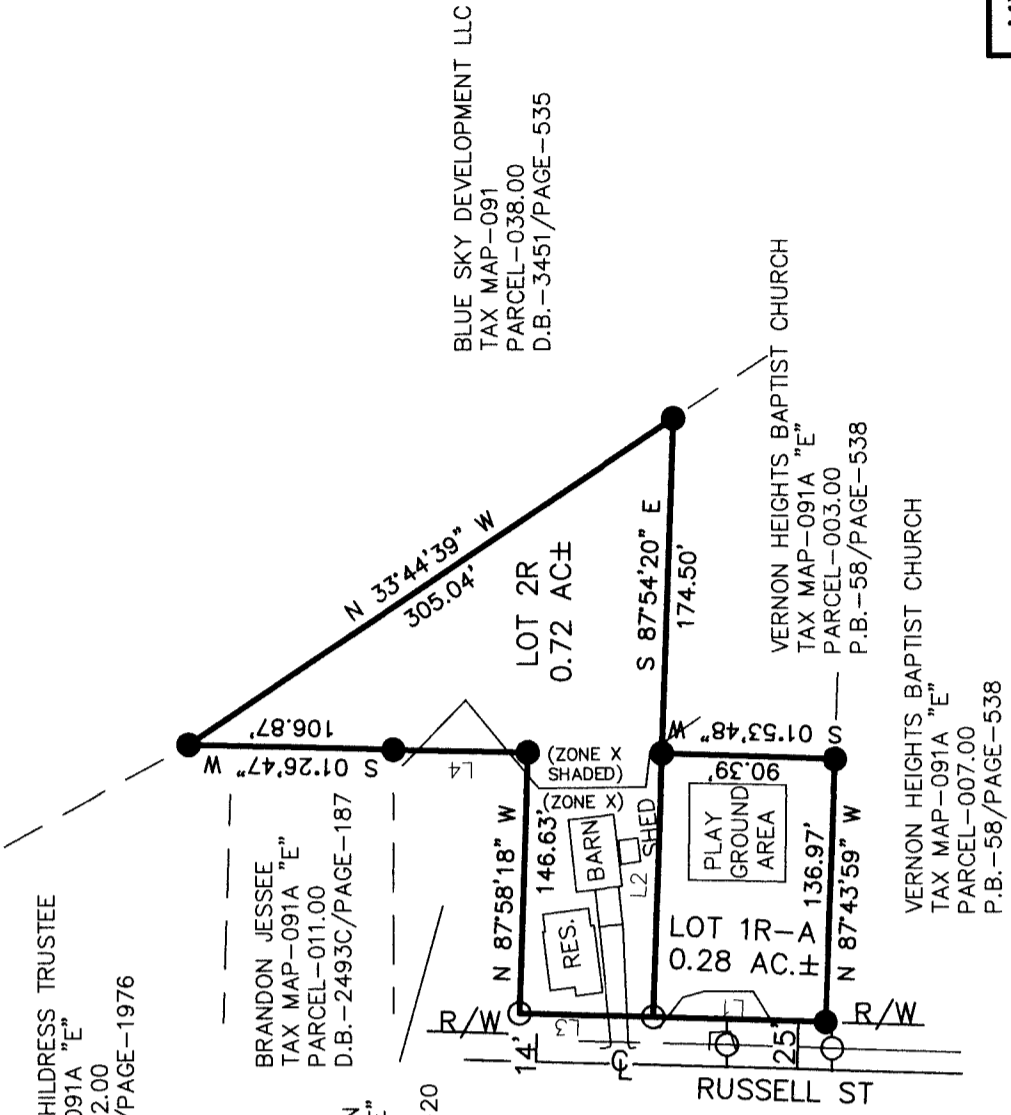 BLUE SKY DEVELOPMENT LLC
TAX MAP-091
PARCEL-038.00
D.B.-3451/PAGE-535
HILDRESS TRUSTEE
091A "E"
2.00
/PAGE-1976
BRANDON JESSEE
TAX MAP-091A "E"
PARCEL-011.00
D.B.-2493C/PAGE-187
20
N 33°44'39" W
305.04'
S 01°26'47" W
106.87'
L4
LOT 2R
0.72 AC±
S 87°54'20" E
174.50'
N 87°58'18" W
146.63'
(ZONE X
SHADED)
(ZONE X)
BARN
RES.
SHED
L2
L3
S 01°53'48" W
90.39'
PLAY
GROUND
AREA
LOT 1R-A
0.28 AC.±
L1
136.97'
N 87°43'59" W
VERNON HEIGHTS BAPTIST CHURCH
TAX MAP-091A "E"
PARCEL-003.00
P.B.-58/PAGE-538
VERNON HEIGHTS BAPTIST CHURCH
TAX MAP-091A "E"
PARCEL-007.00
P.B.-58/PAGE-538
R/W
R/W
14'
25'
RUSSELL ST